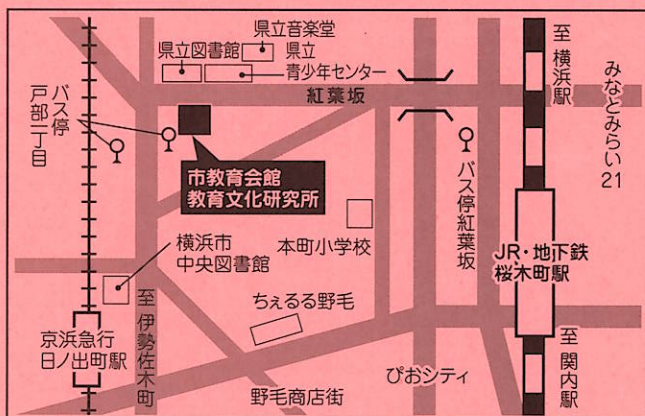 県立音楽堂
県立図書館
県立
青少年センター
至横浜駅
みなとみらい21
バス停
戸部一丁目
紅葉坂
市教育会館
教育文化研究所
バス停紅葉坂
本町小学校
横浜市
中央図書館
JR・地下鉄
桜木町駅
ちぇるる野毛
至伊勢佐木町
京浜急行
日ノ出町駅
野毛商店街
ぴおシティ
至関内駅